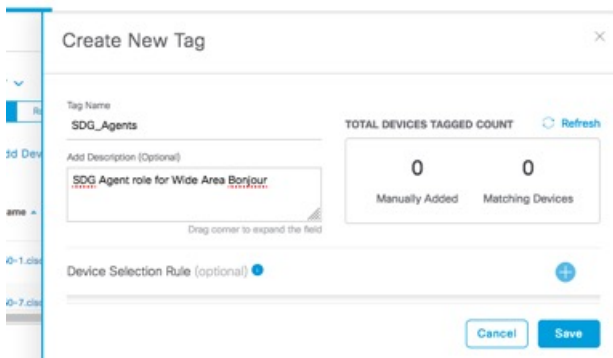 Create New Tag
Tag Name
SDG_Agents
TOTAL DEVICES TAGGED COUNT
Refresh
Add Description (Optional)
SDG Agent role for Wide Area Bonjour
0
0
Manually Added
Matching Devices
Drag corner to expand the field
Device Selection Rule (optional)
Cancel
Save